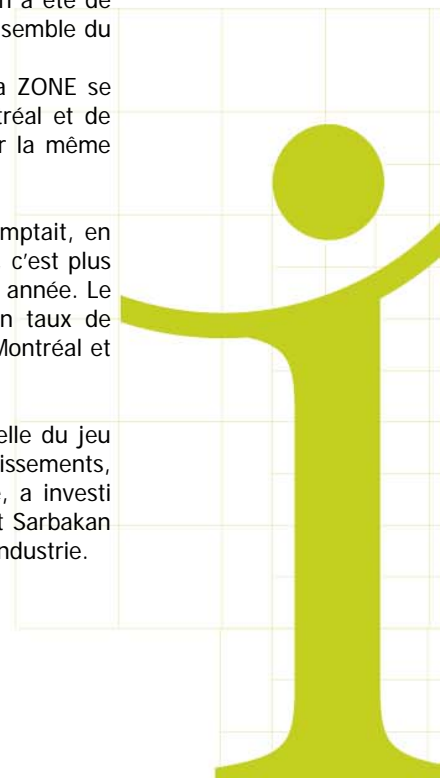 n a été de
semble du
a ZONE se
tréal et de
r la même
mptait, en
c'est plus
année. Le
n taux de
Montréal et
elle du jeu
issements,
, a investi
t Sarbakan
ndustrie.